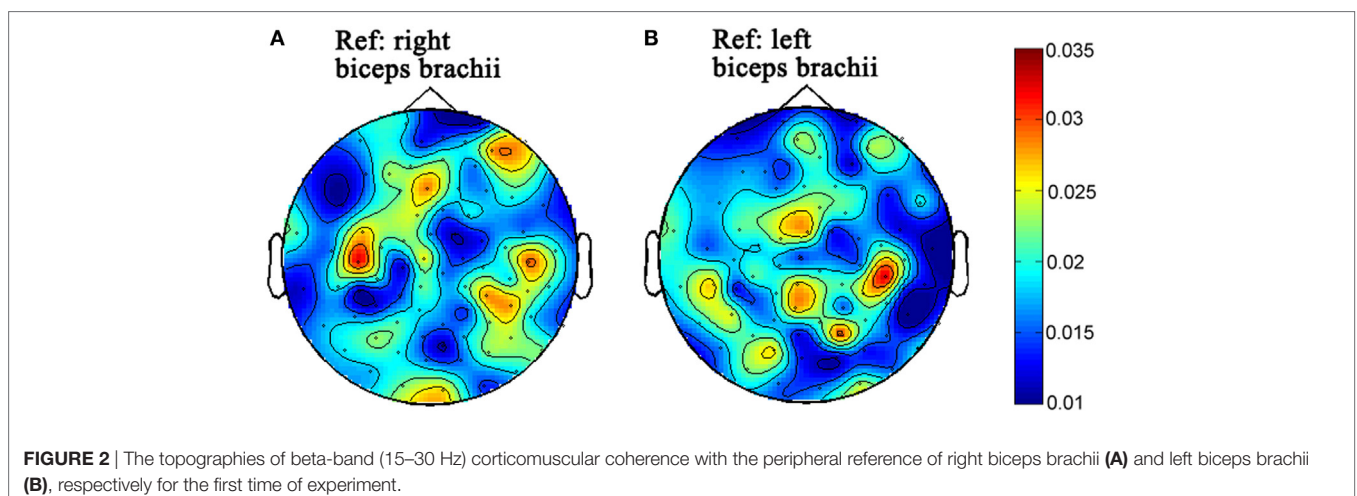 A
Ref: right
biceps brachii
B
Ref: left
biceps brachii
0.035
0.03
0.025
0.02
0.015
0.01
FIGURE 2 | The topographies of beta-band (15–30 Hz) corticomuscular coherence with the peripheral reference of right biceps brachii (A) and left biceps brachii
(B), respectively for the first time of experiment.